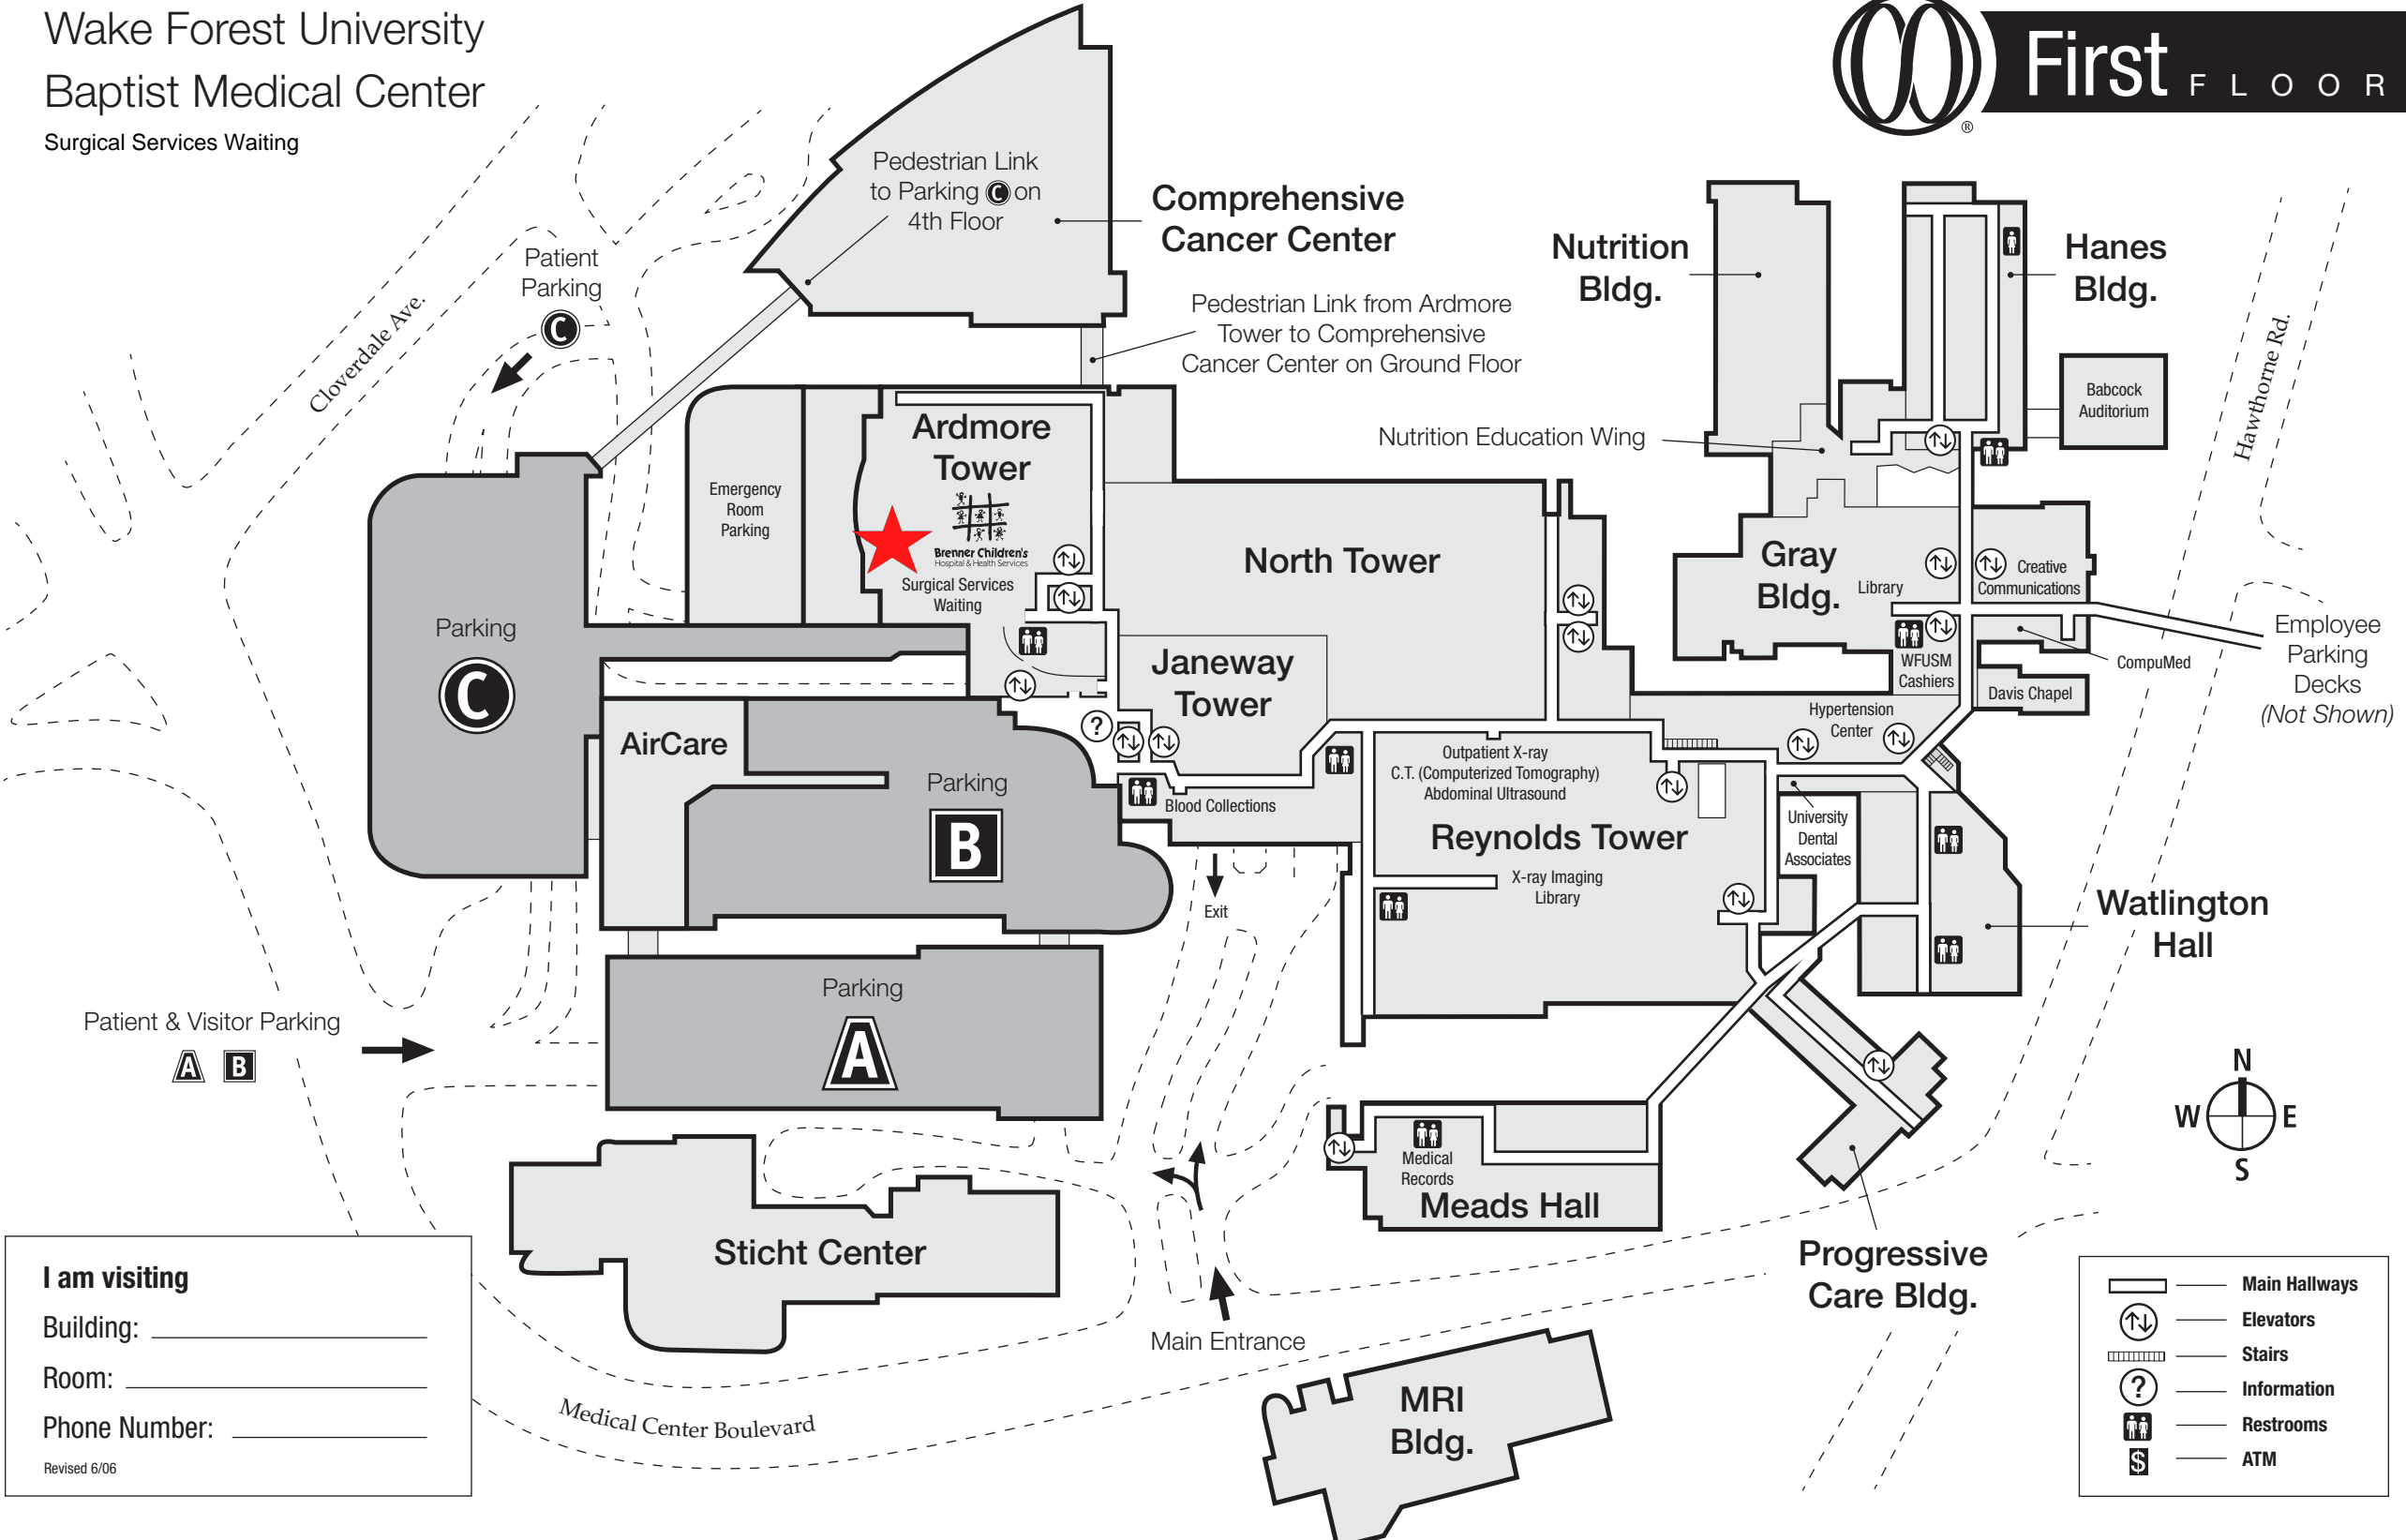 Wake Forest University
Baptist Medical Center
Surgical Services Waiting
®
First FLOOR
Pedestrian Link
to Parking C on
4th Floor
Comprehensive
Cancer Center
Pedestrian Link from Ardmore
Tower to Comprehensive
Cancer Center on Ground Floor
Nutrition
Bldg.
Hanes
Bldg.
Babcock
Auditorium
Hawthorne Rd.
Patient
Parking
C
Cloverdale Ave.
Nutrition Education Wing
Ardmore
Tower
Brenner Children's
Hospital & Health Services
Surgical Services
Waiting
Emergency
Room
Parking
North Tower
Gray
Bldg.
Library
Creative
Communications
Employee
Parking
Decks
(Not Shown)
CompuMed
WFUSM
Cashiers
Davis Chapel
Parking
C
Janeway
Tower
?
AirCare
Parking
B
Blood Collections
Outpatient X-ray
C.T. (Computerized Tomography)
Abdominal Ultrasound
Reynolds Tower
X-ray Imaging
Library
Hypertension
Center
University
Dental
Associates
Watlington
Hall
Exit
Parking
A
Patient & Visitor Parking
A B
N
W E
S
Medical
Records
Meads Hall
Progressive
Care Bldg.
Sticht Center
Main Entrance
Medical Center Boulevard
MRI
Bldg.
I am visiting
Building:
Room:
Phone Number:
Revised 6/06
Main Hallways
Elevators
Stairs
? Information
Restrooms
$ ATM